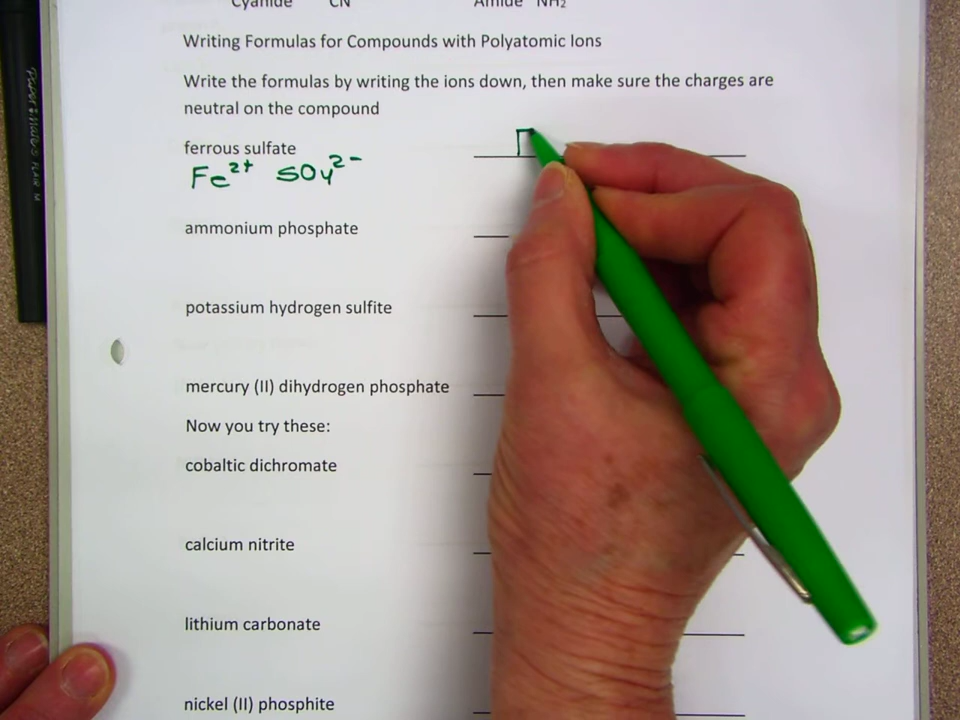 Cyanide CN Amide NH₂
Writing Formulas for Compounds with Polyatomic Ions
Write the formulas by writing the ions down, then make sure the charges are
neutral on the compound
ferrous sulfate
Fe²⁺ SO₄²⁻
ammonium phosphate
potassium hydrogen sulfite
mercury (II) dihydrogen phosphate
Now you try these:
cobaltic dichromate
calcium nitrite
lithium carbonate
nickel (II) phosphite